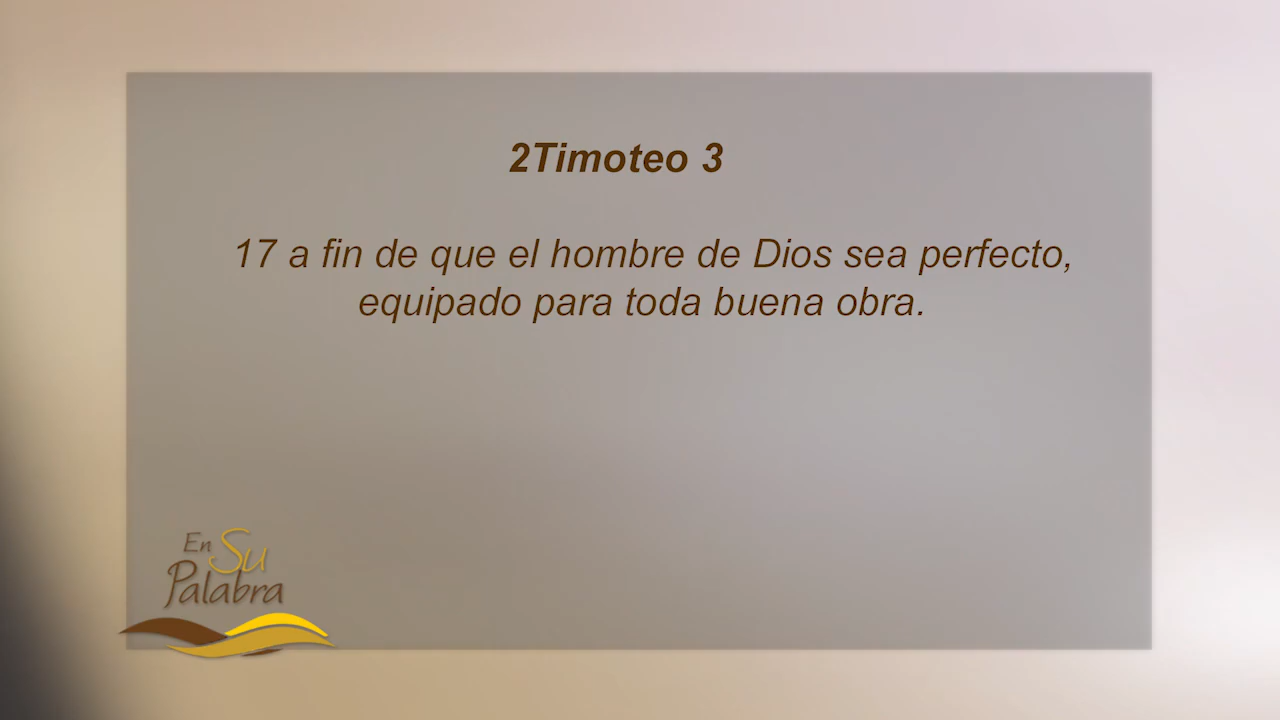 2Timoteo 3
17 a fin de que el hombre de Dios sea perfecto,
equipado para toda buena obra.
En Su
Palabra